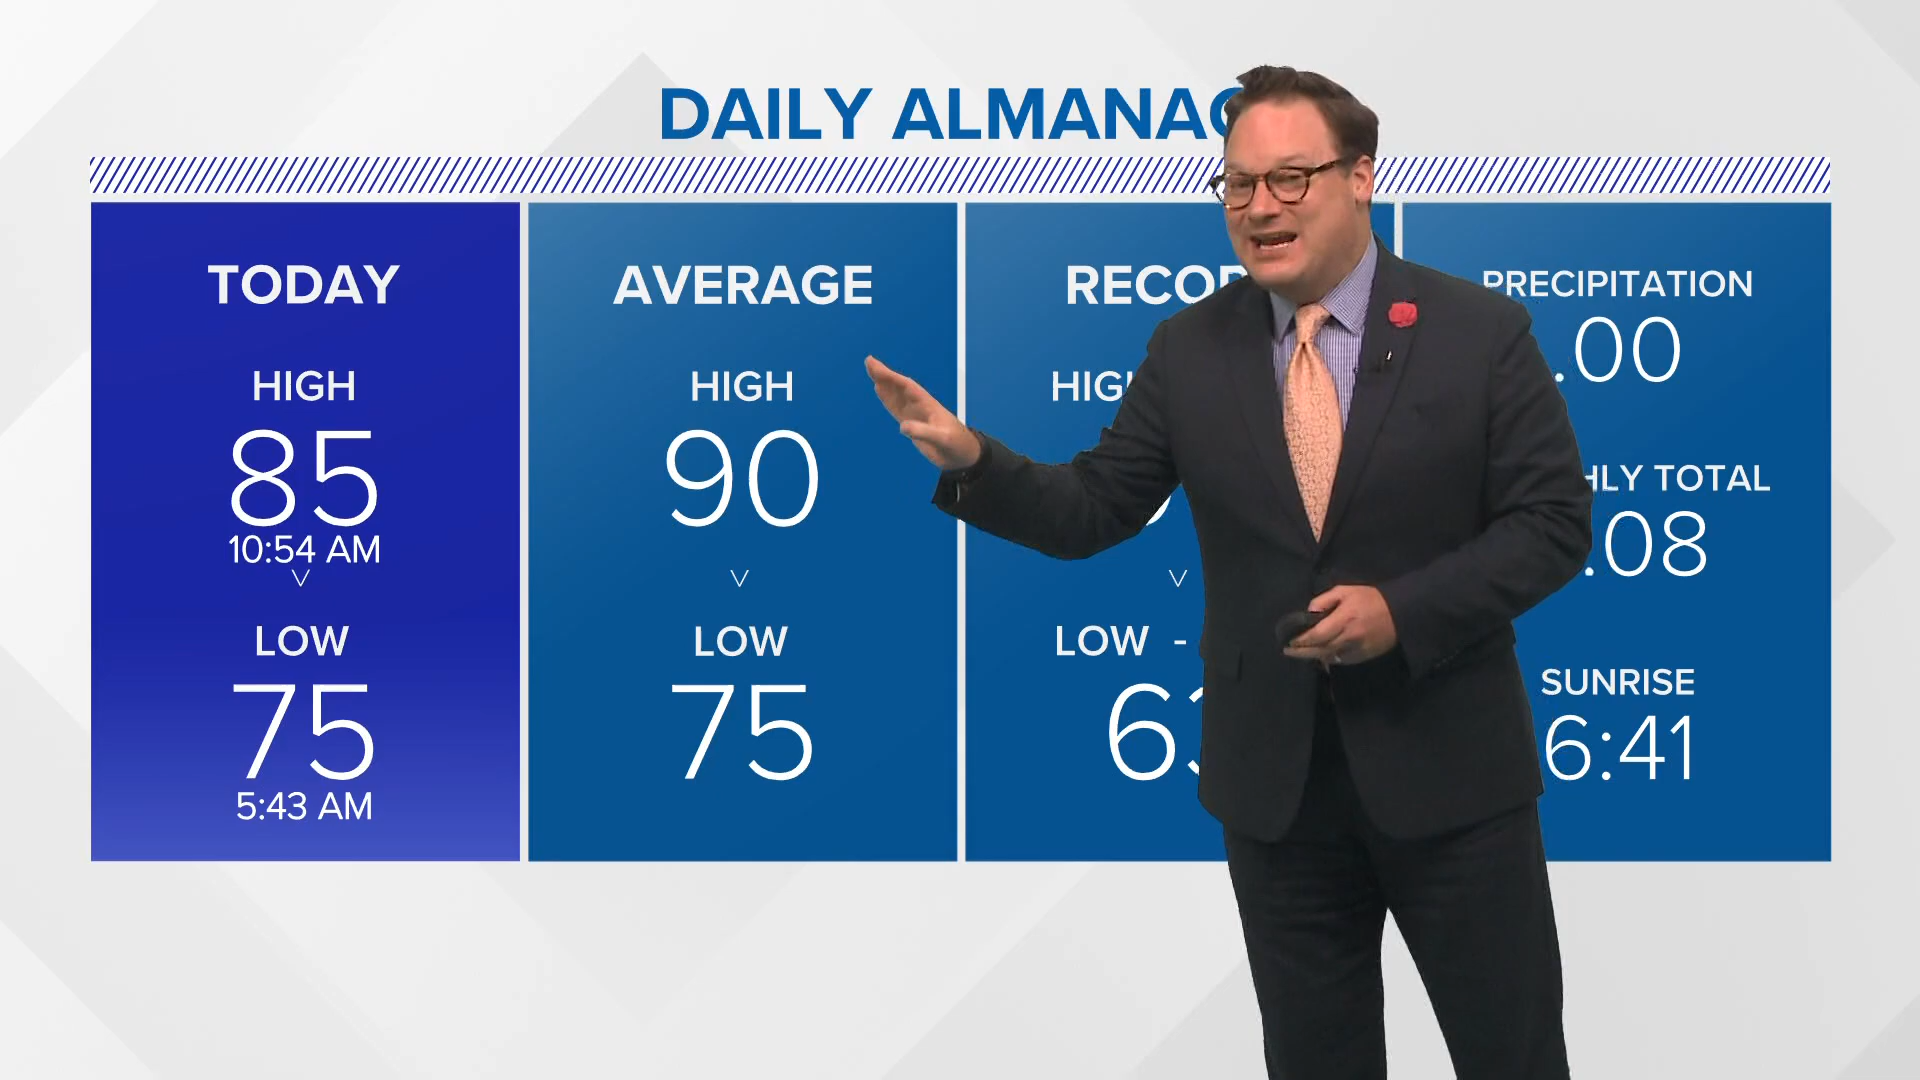 DAILY ALMANAC
TODAY
HIGH
85
10:54 AM
LOW
75
5:43 AM
AVERAGE
HIGH
90
LOW
75
RECO
HIG
LOW -
6
PRECIPITATION
.00
HLY TOTAL
.08
SUNRISE
6:41